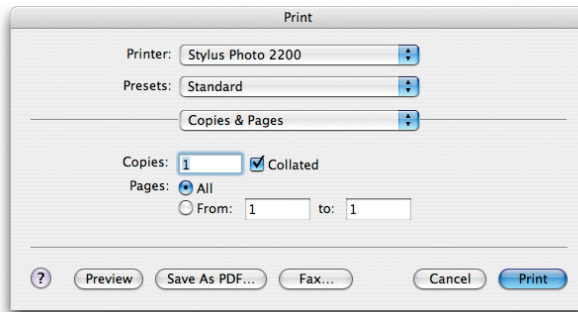 Print
Printer: Stylus Photo 2200
Presets: Standard
Copies & Pages
Copies: 1 Collated
Pages: All
From: 1 to: 1
? Preview Save As PDF... Fax... Cancel Print